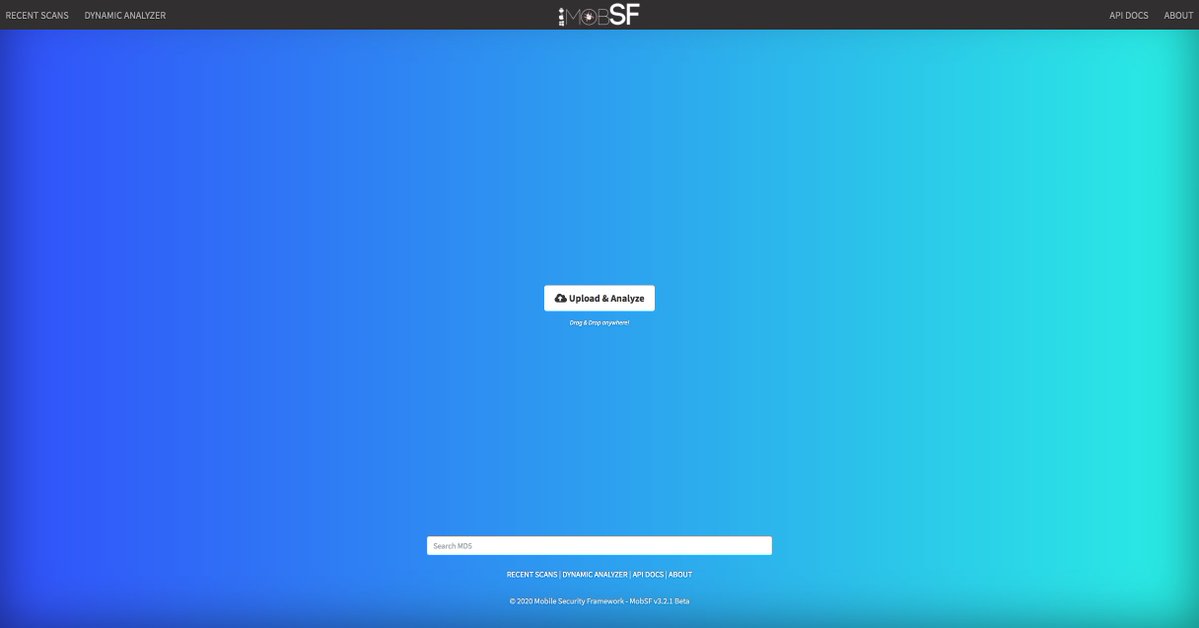 RECENT SCANS DYNAMIC ANALYZER MOBSF API DOCS ABOUT
Upload & Analyze
Drag & Drop anywhere!
Search MD5
RECENT SCANS | DYNAMIC ANALYZER | API DOCS | ABOUT
© 2020 Mobile Security Framework - MobSF v3.2.1 Beta